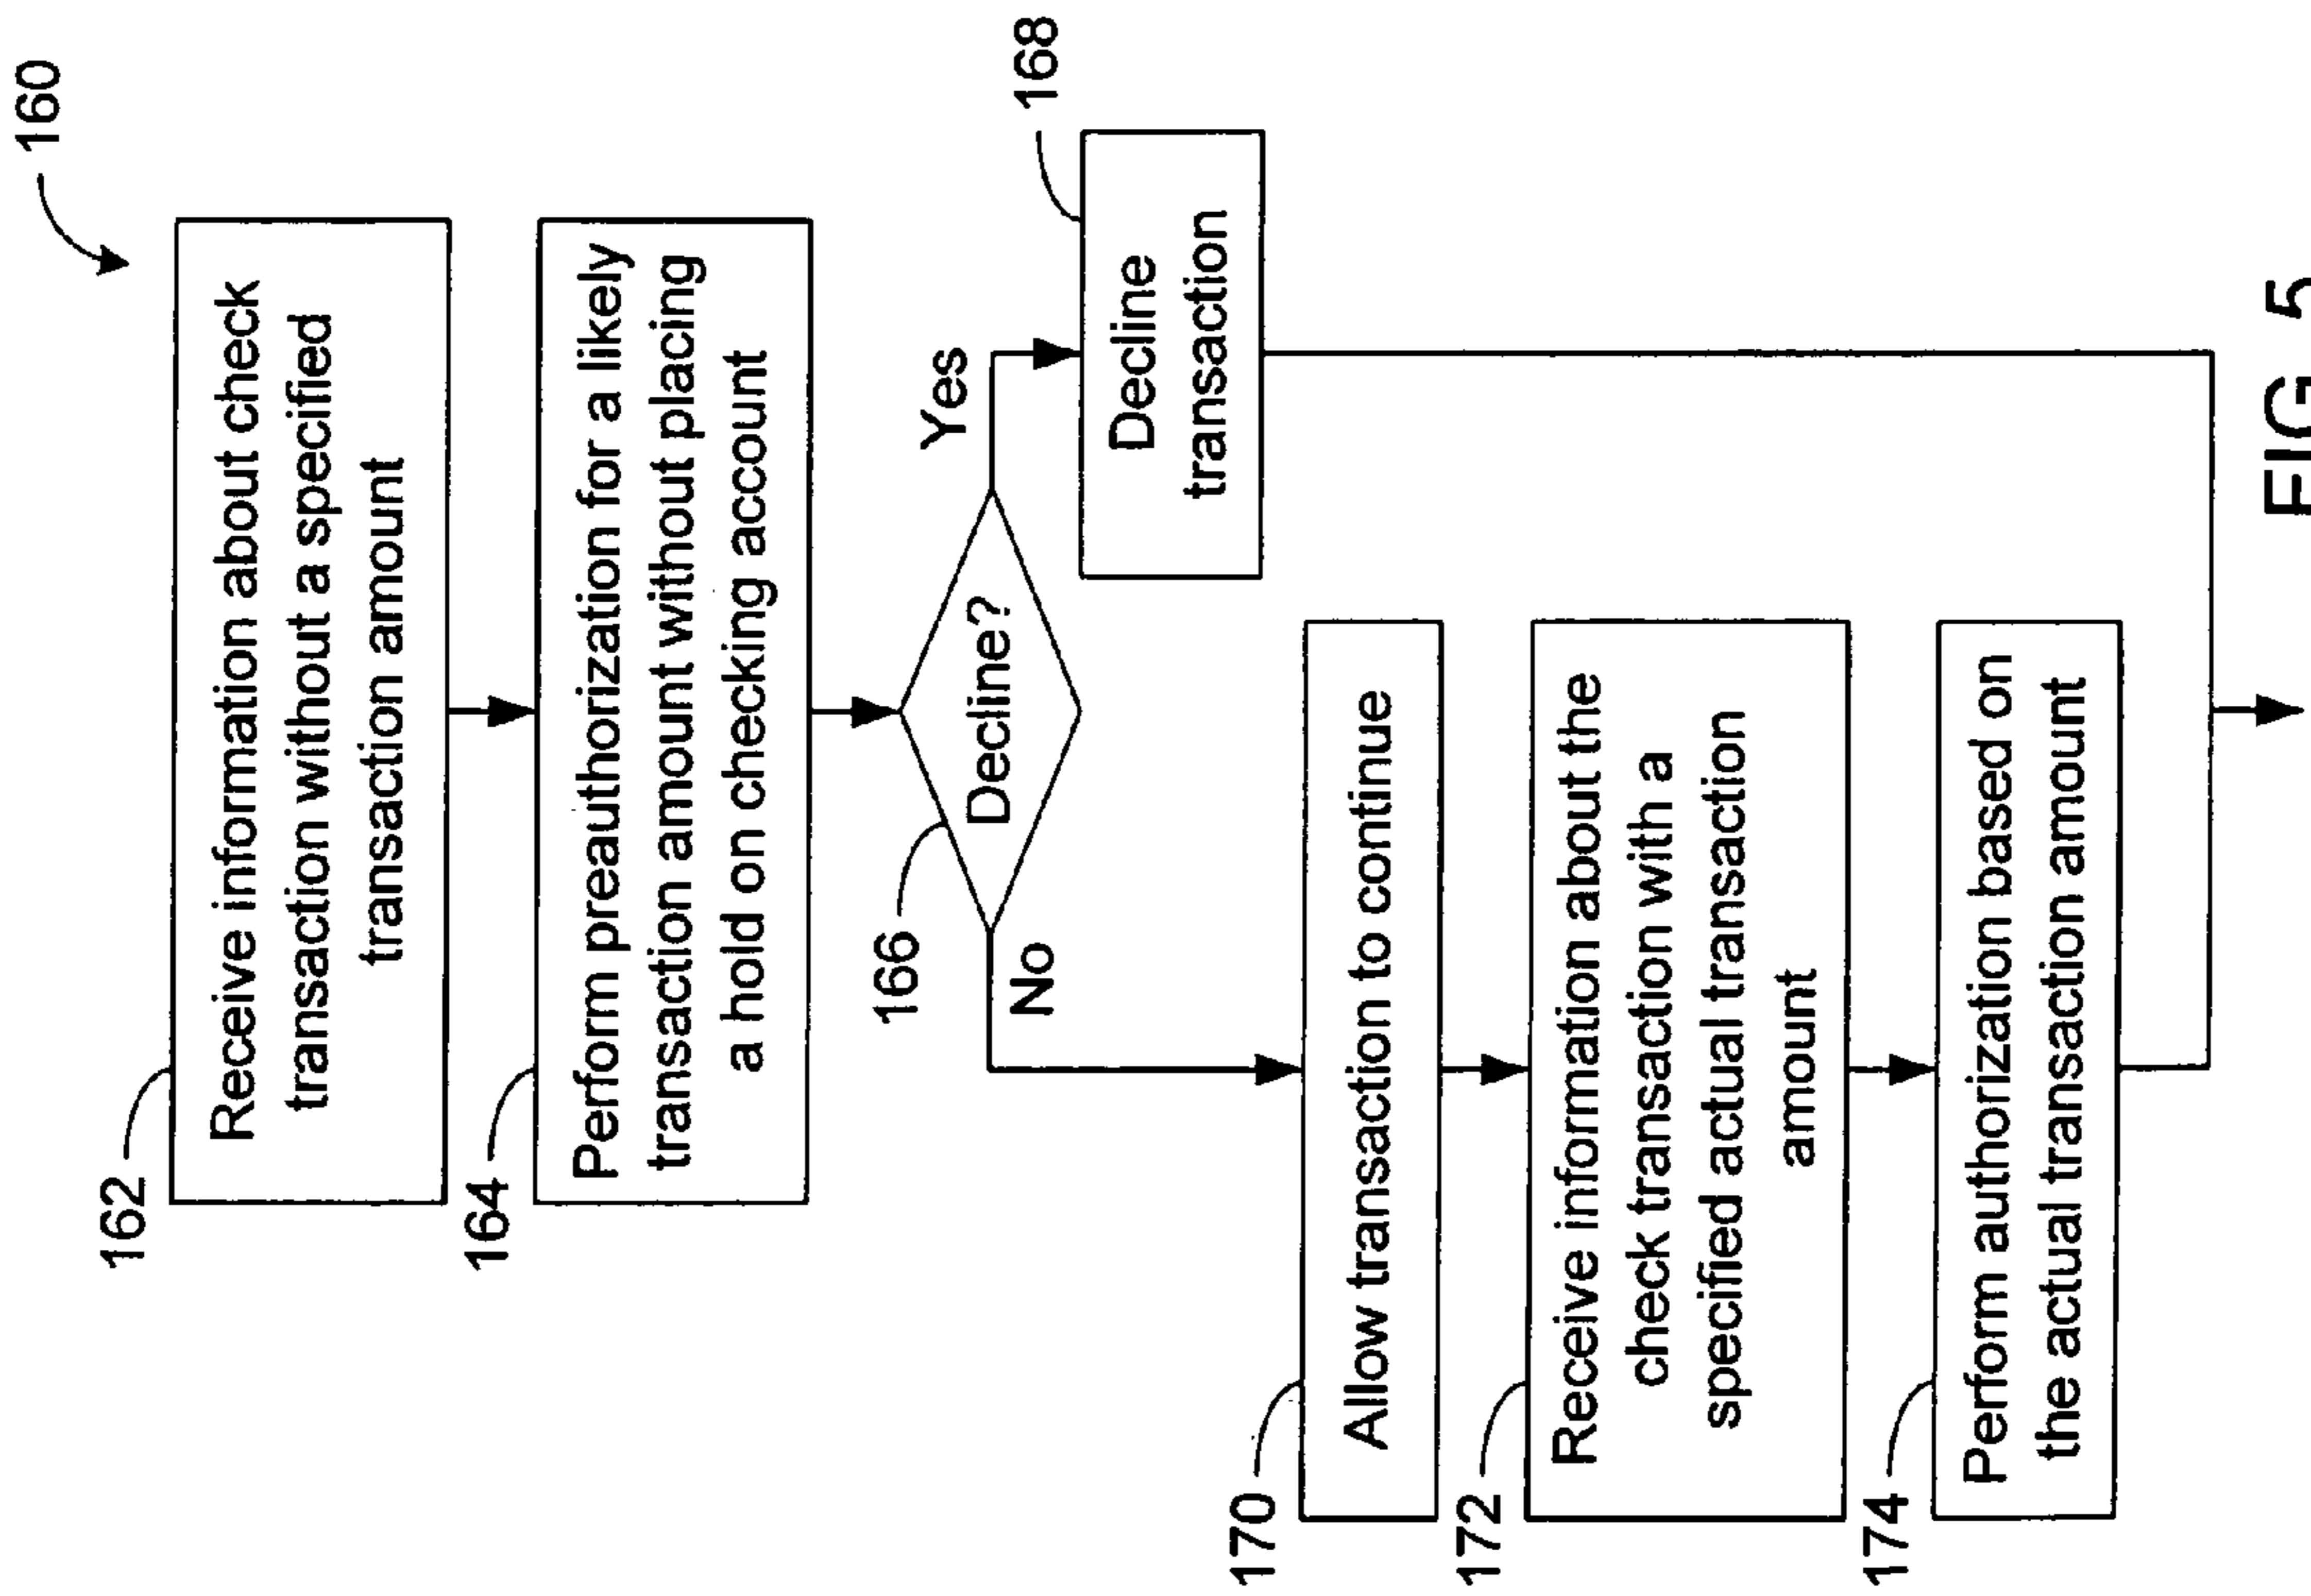 160
162
Receive information about check
transaction without a specified
transaction amount
164
Perform preauthorization for a likely
transaction amount without placing
a hold on checking account
166
Decline?
Yes
No
168
Decline
transaction
170
Allow transaction to continue
172
Receive information about the
check transaction with a
specified actual transaction
amount
174
Perform authorization based on
the actual transaction amount
FIG. 5